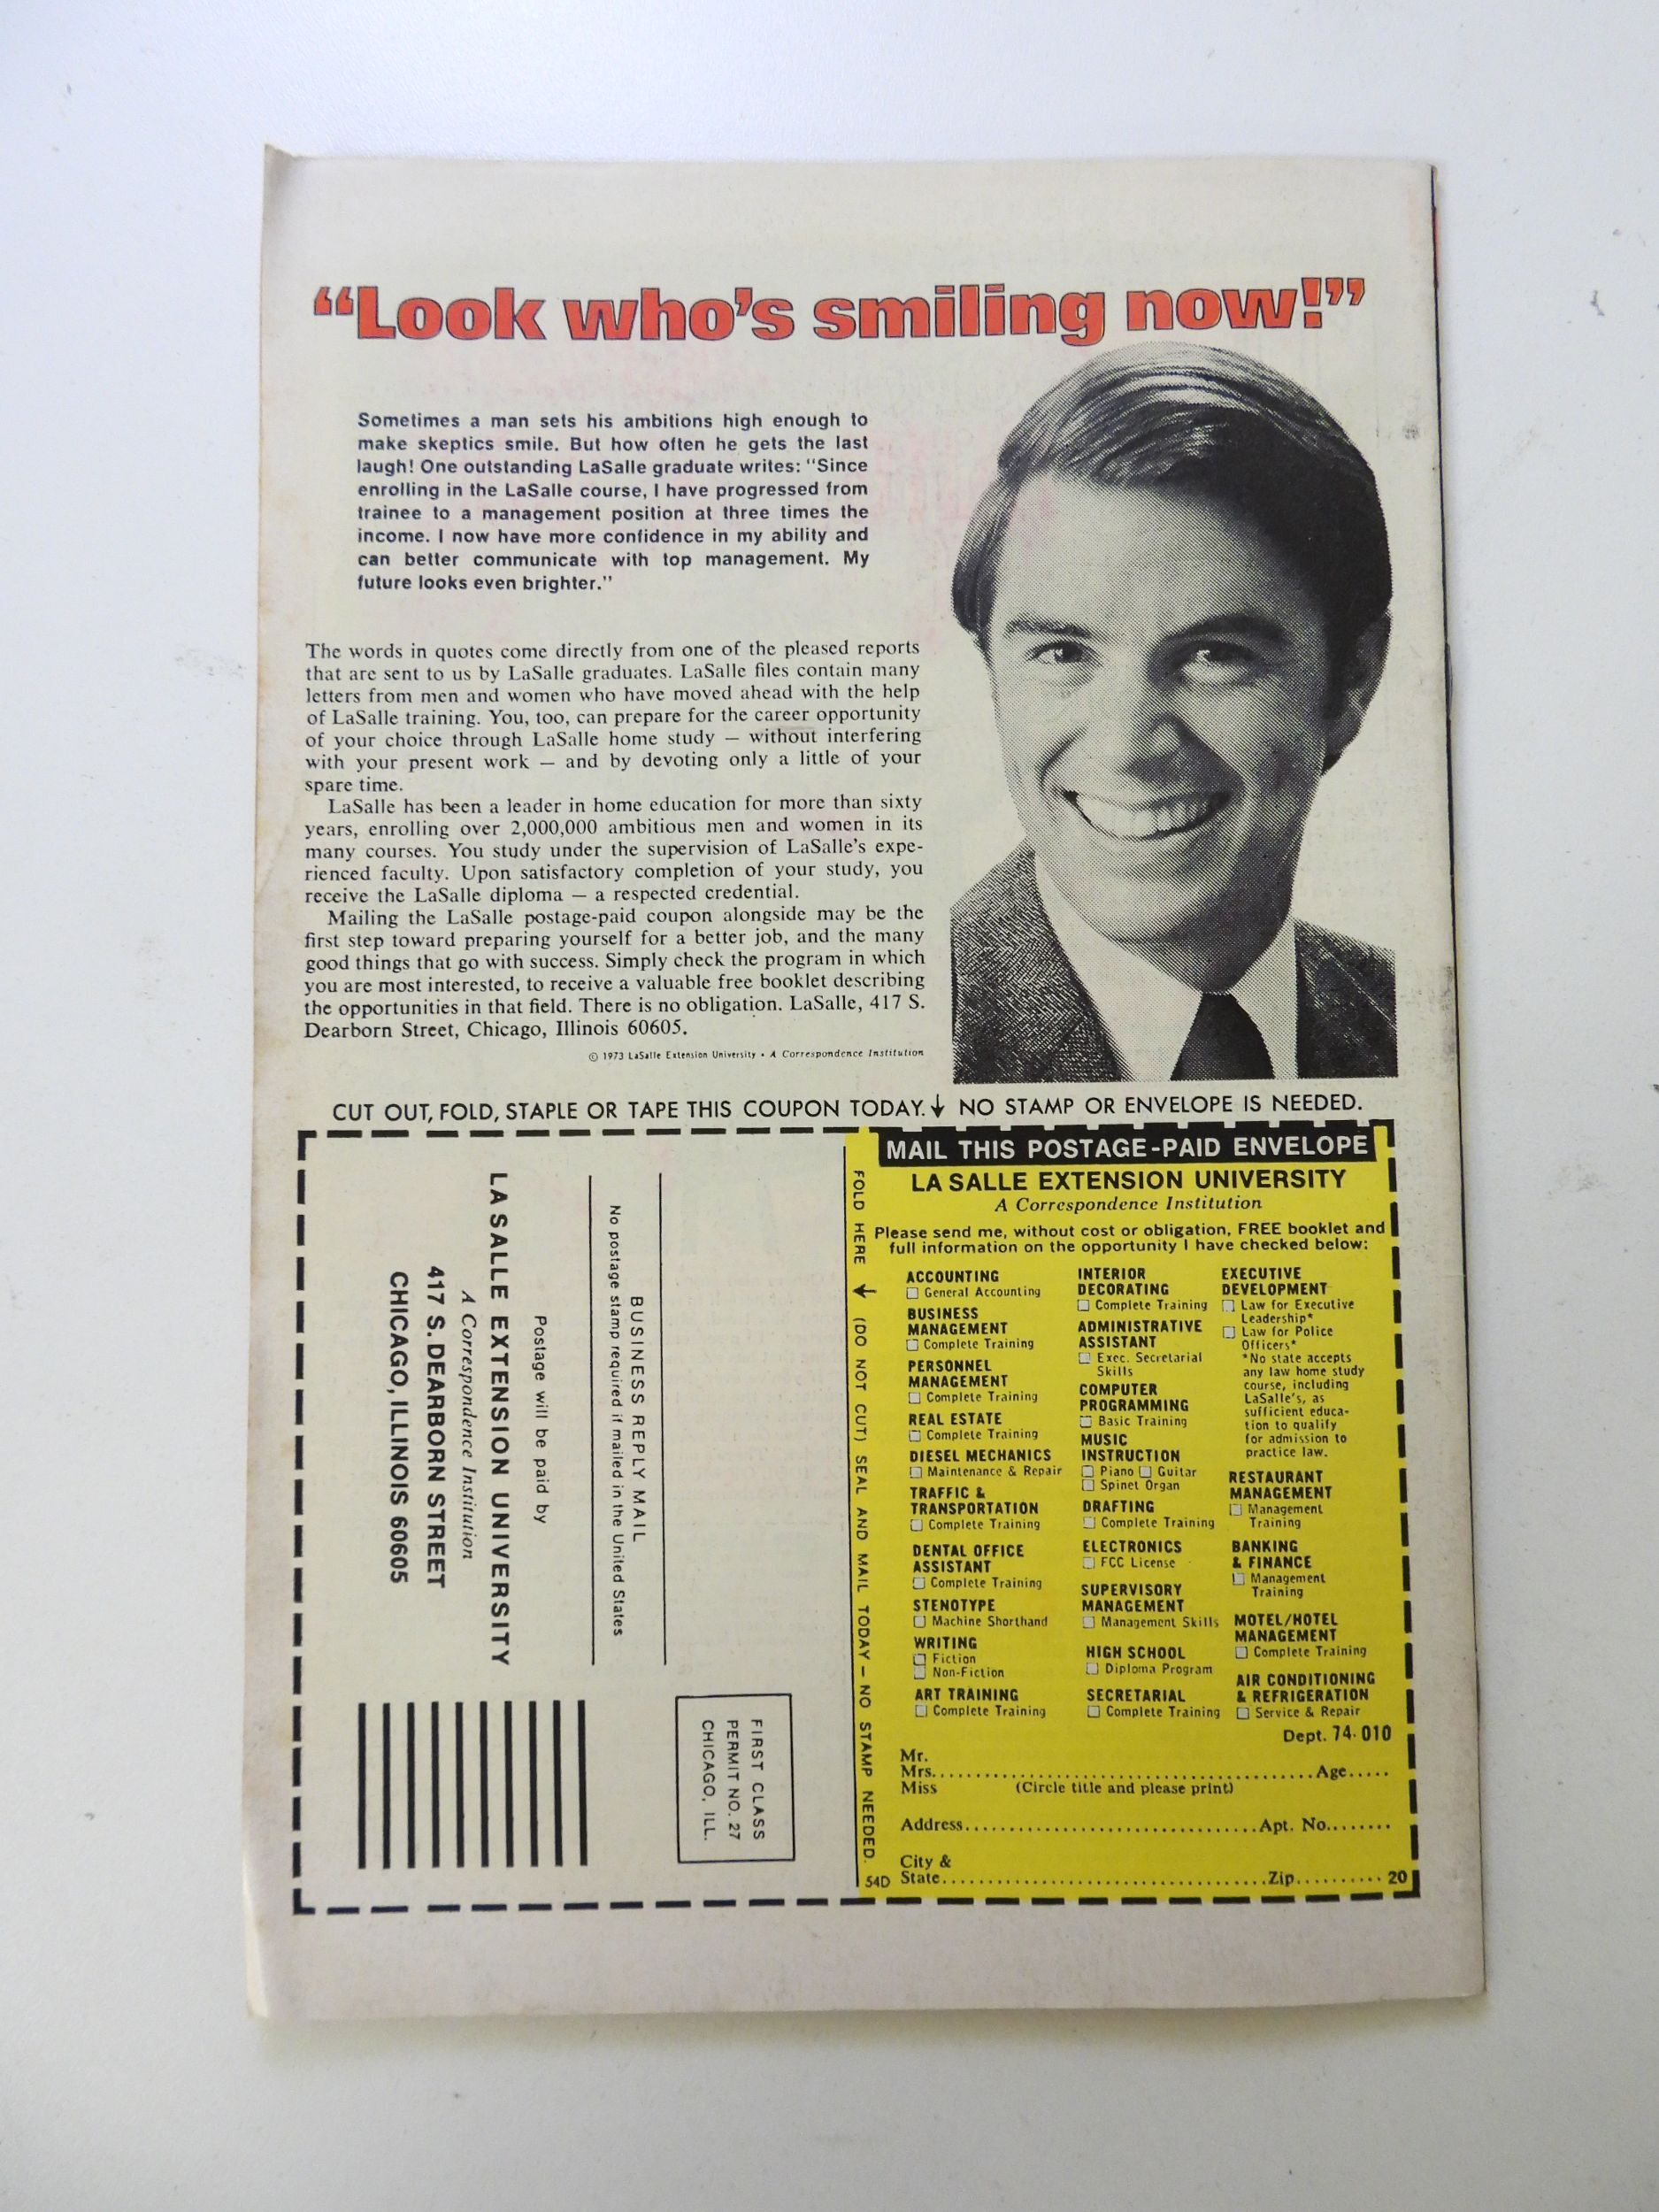 “Look who’s smiling now!”
Sometimes a man sets his ambitions high enough to
make skeptics smile. But how often he gets the last
laugh! One outstanding LaSalle graduate writes: “Since
enrolling in the LaSalle course, I have progressed from
trainee to a management position at three times the
income. I now have more confidence in my ability and
can better communicate with top management. My
future looks even brighter.”
The words in quotes come directly from one of the pleased reports
that are sent to us by LaSalle graduates. LaSalle files contain many
letters from men and women who have moved ahead with the help
of LaSalle training. You, too, can prepare for the career opportunity
of your choice through LaSalle home study — without interfering
with your present work — and by devoting only a little of your
spare time.
LaSalle has been a leader in home education for more than sixty
years, enrolling over 2,000,000 ambitious men and women in its
many courses. You study under the supervision of LaSalle’s expe-
rienced faculty. Upon satisfactory completion of your study, you
receive the LaSalle diploma — a respected credential.
Mailing the LaSalle postage-paid coupon alongside may be the
first step toward preparing yourself for a better job, and the many
good things that go with success. Simply check the program in which
you are most interested, to receive a valuable free booklet describing
the opportunities in that field. There is no obligation. LaSalle, 417 S.
Dearborn Street, Chicago, Illinois 60605.
© 1973 LaSalle Extension University • A Correspondence Institution
CUT OUT, FOLD, STAPLE OR TAPE THIS COUPON TODAY.↓ NO STAMP OR ENVELOPE IS NEEDED.
FIRST CLASS
PERMIT NO. 27
CHICAGO, ILL.
BUSINESS REPLY MAIL
No postage stamp required if mailed in the United States
Postage will be paid by
LA SALLE EXTENSION UNIVERSITY
A Correspondence Institution
417 S. DEARBORN STREET
CHICAGO, ILLINOIS 60605
FOLD HERE ↓ (DO NOT CUT) SEAL AND MAIL TODAY — NO STAMP NEEDED.
54D
MAIL THIS POSTAGE-PAID ENVELOPE
LA SALLE EXTENSION UNIVERSITY
A Correspondence Institution
Please send me, without cost or obligation, FREE booklet and
full information on the opportunity I have checked below:
ACCOUNTING
☐ General Accounting
BUSINESS
MANAGEMENT
☐ Complete Training
PERSONNEL
MANAGEMENT
☐ Complete Training
REAL ESTATE
☐ Complete Training
DIESEL MECHANICS
☐ Maintenance & Repair
TRAFFIC &
TRANSPORTATION
☐ Complete Training
DENTAL OFFICE
ASSISTANT
☐ Complete Training
STENOTYPE
☐ Machine Shorthand
WRITING
☐ Fiction
☐ Non-Fiction
ART TRAINING
☐ Complete Training
INTERIOR
DECORATING
☐ Complete Training
ADMINISTRATIVE
ASSISTANT
☐ Exec. Secretarial
Skills
COMPUTER
PROGRAMMING
☐ Basic Training
MUSIC
INSTRUCTION
☐ Piano ☐ Guitar
☐ Spinet Organ
DRAFTING
☐ Complete Training
ELECTRONICS
☐ FCC License
SUPERVISORY
MANAGEMENT
☐ Management Skills
HIGH SCHOOL
☐ Diploma Program
SECRETARIAL
☐ Complete Training
EXECUTIVE
DEVELOPMENT
☐ Law for Executive
Leadership*
☐ Law for Police
Officers*
*No state accepts
any law home study
course, including
LaSalle’s, as
sufficient educa-
tion to qualify
for admission to
practice law.
RESTAURANT
MANAGEMENT
☐ Management
Training
BANKING
& FINANCE
☐ Management
Training
MOTEL/HOTEL
MANAGEMENT
☐ Complete Training
AIR CONDITIONING
& REFRIGERATION
☐ Service & Repair
Dept. 74-010
Mr.
Mrs.......................................................Age.....
Miss (Circle title and please print)
Address..........................................Apt. No........
City &
State..............................................Zip..........20